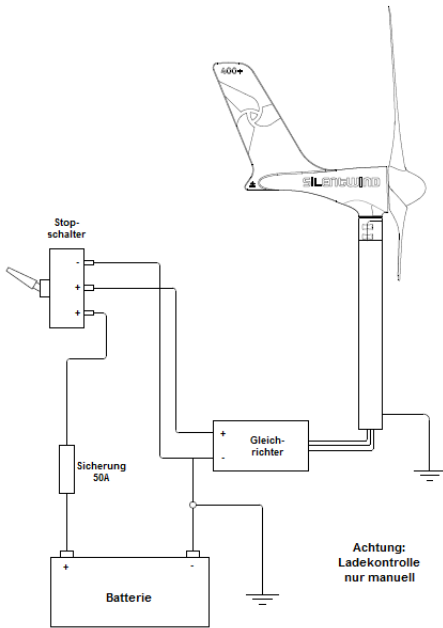 400+
SILENTWIND
Stop-
schalter
-
+
+
+
-
Gleich-
richter
Sicherung
50A
+
-
Batterie
Achtung:
Ladekontrolle
nur manuell